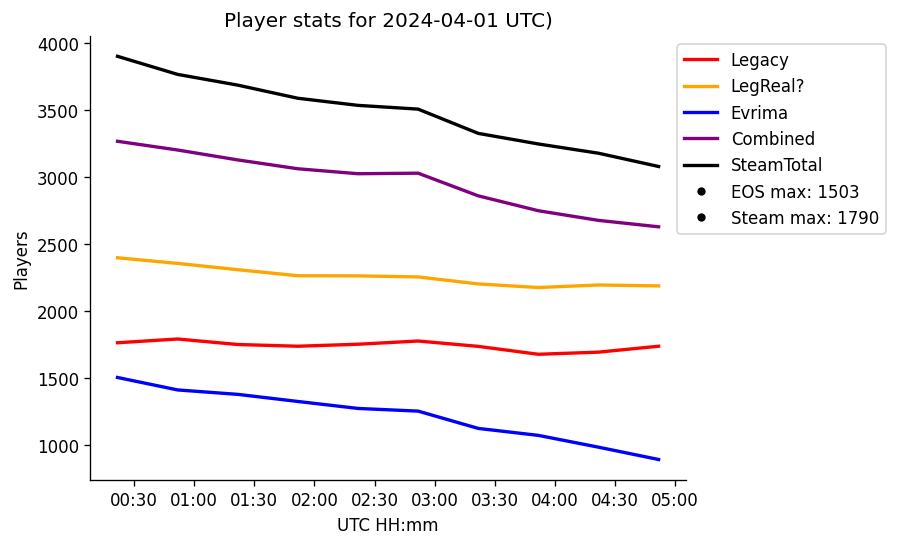 Player stats for 2024-04-01 UTC)
4000
3500
3000
2500
2000
1500
1000
Players
Legacy
LegReal?
Evrima
Combined
SteamTotal
EOS max: 1503
Steam max: 1790
00:30 01:00 01:30 02:00 02:30 03:00 03:30 04:00 04:30 05:00
UTC HH:mm